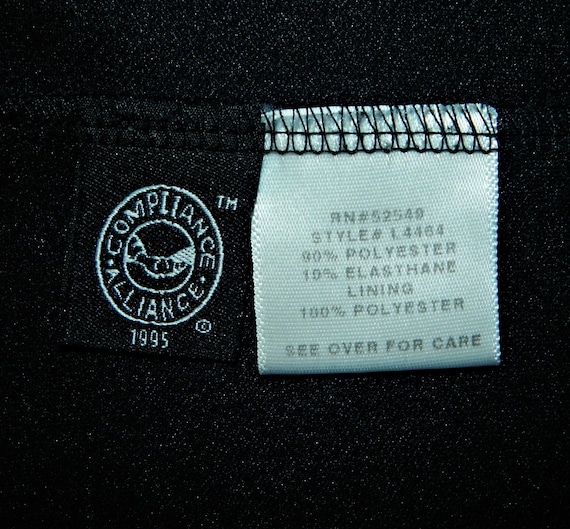 COMPLIANCE
ALLIANCE
TM
1995
©
RN#52549
STYLE# L4464
90% POLYESTER
10% ELASTHANE
LINING
100% POLYESTER
SEE OVER FOR CARE